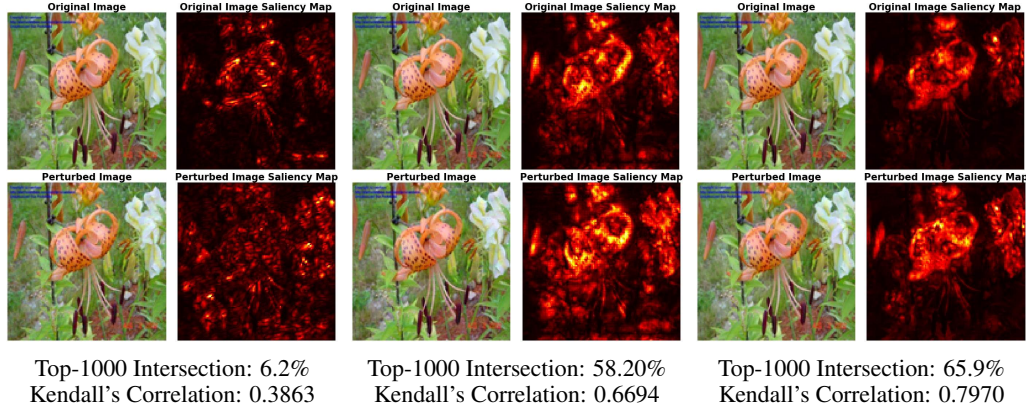 Original Image
Original Image Saliency Map
Original Image
Original Image Saliency Map
Original Image
Original Image Saliency Map
Perturbed Image
Perturbed Image Saliency Map
Perturbed Image
Perturbed Image Saliency Map
Perturbed Image
Perturbed Image Saliency Map
Top-1000 Intersection: 6.2%
Kendall's Correlation: 0.3863
Top-1000 Intersection: 58.20%
Kendall's Correlation: 0.6694
Top-1000 Intersection: 65.9%
Kendall's Correlation: 0.7970